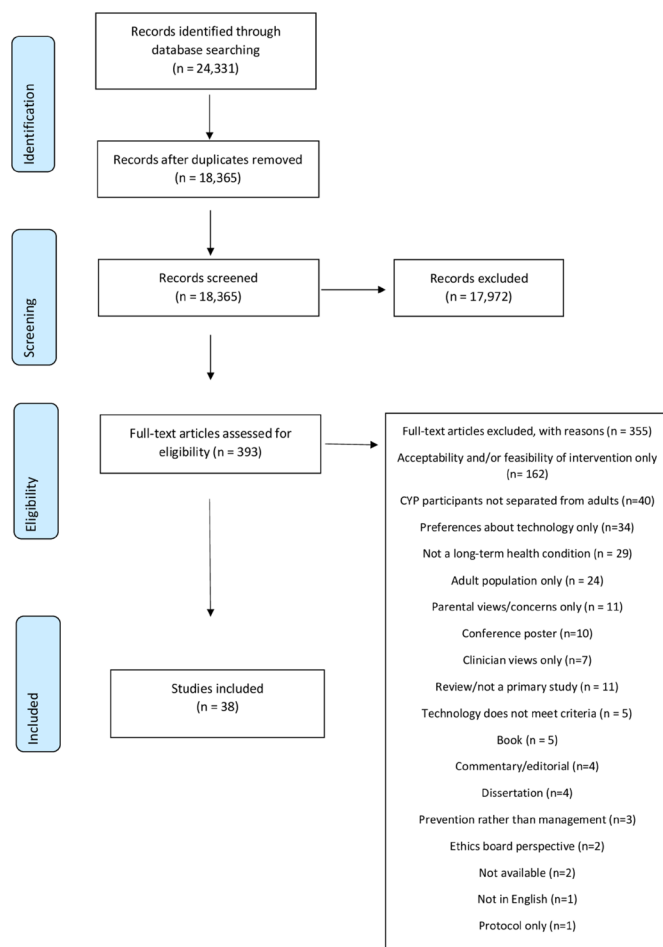 Identification
Records identified through
database searching
(n = 24,331)
Records after duplicates removed
(n = 18,365)
Screening
Records screened
(n = 18,365)
Records excluded
(n = 17,972)
Eligibility
Full-text articles assessed for
eligibility (n = 393)
Full-text articles excluded, with reasons (n = 355)
Acceptability and/or feasibility of intervention only
(n= 162)
CYP participants not separated from adults (n=40)
Preferences about technology only (n=34)
Not a long-term health condition (n = 29)
Adult population only (n = 24)
Parental views/concerns only (n = 11)
Conference poster (n=10)
Clinician views only (n=7)
Review/not a primary study (n = 11)
Technology does not meet criteria (n = 5)
Book (n = 5)
Commentary/editorial (n=4)
Dissertation (n=4)
Prevention rather than management (n=3)
Ethics board perspective (n=2)
Not available (n=2)
Not in English (n=1)
Protocol only (n=1)
Included
Studies included
(n = 38)